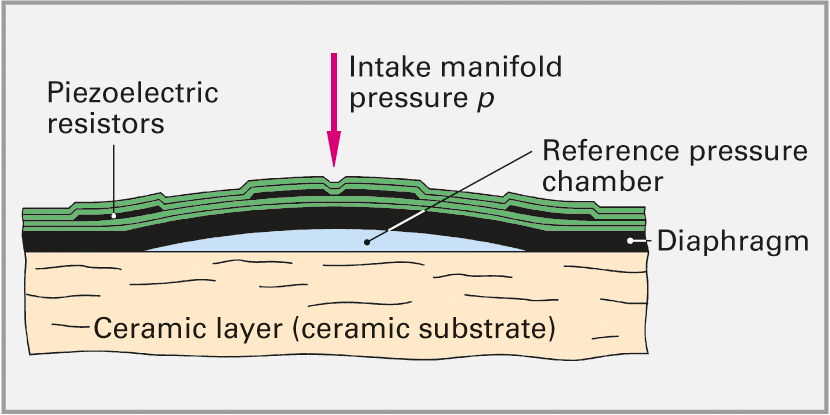 Intake manifold
pressure p
Piezoelectric
resistors
Reference pressure
chamber
Diaphragm
Ceramic layer (ceramic substrate)